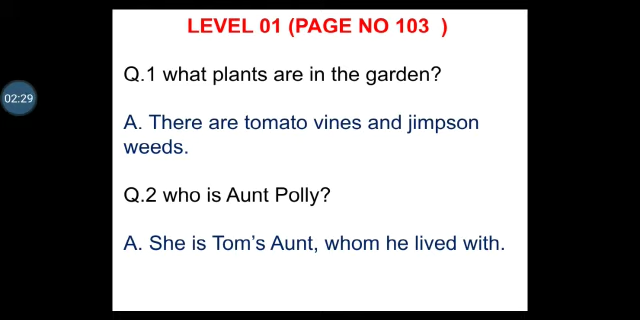 LEVEL 01 (PAGE NO 103  )
Q.1 what plants are in the garden?
02:29
A. There are tomato vines and jimpson
weeds.
Q.2 who is Aunt Polly?
A. She is Tom’s Aunt, whom he lived with.